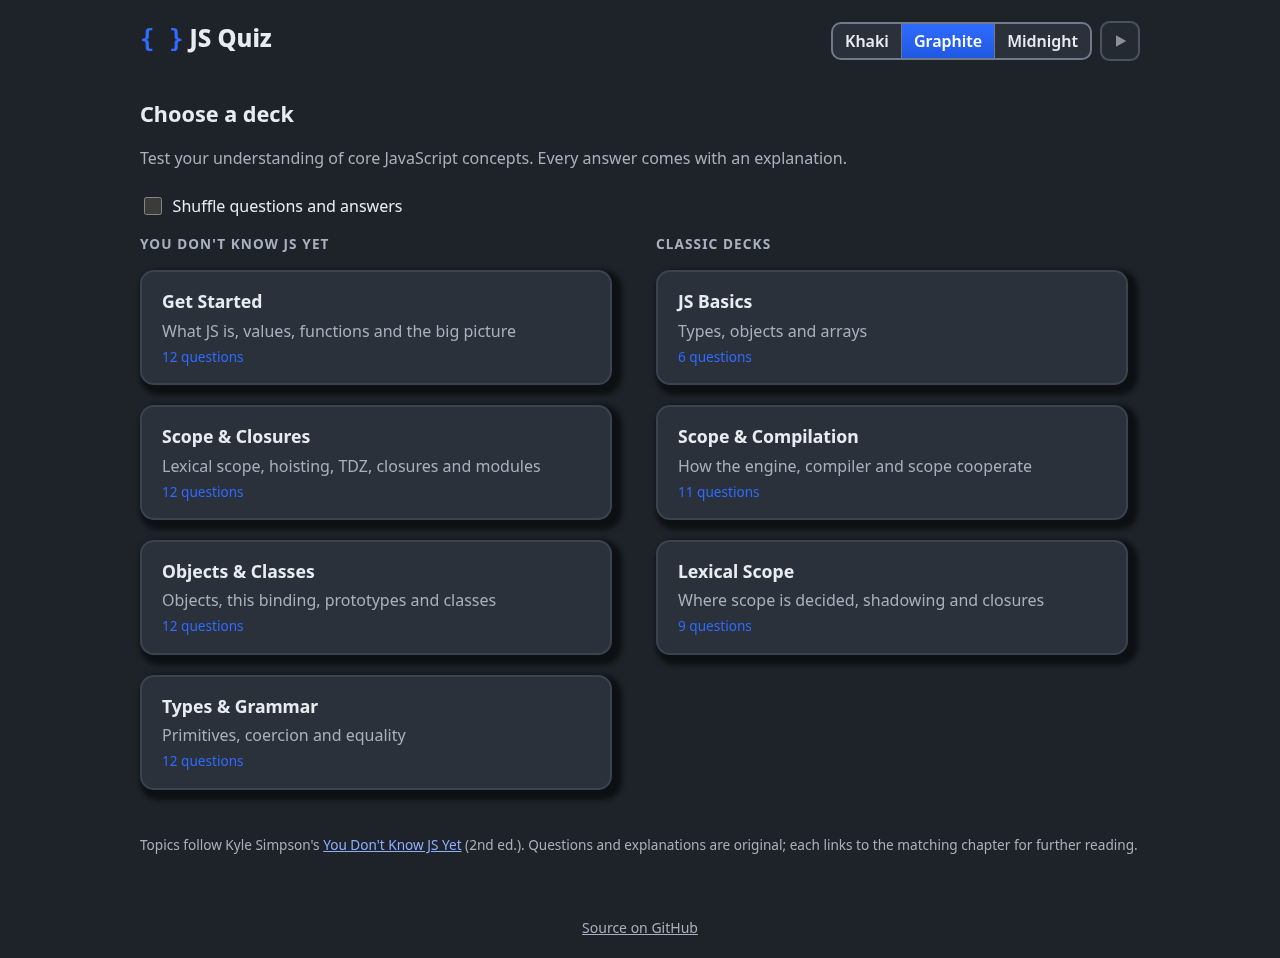 { } JS Quiz
Khaki Graphite Midnight
Choose a deck
Test your understanding of core JavaScript concepts. Every answer comes with an explanation.
Shuffle questions and answers
YOU DON'T KNOW JS YET
Get Started
What JS is, values, functions and the big picture
12 questions
Scope & Closures
Lexical scope, hoisting, TDZ, closures and modules
12 questions
Objects & Classes
Objects, this binding, prototypes and classes
12 questions
Types & Grammar
Primitives, coercion and equality
12 questions
CLASSIC DECKS
JS Basics
Types, objects and arrays
6 questions
Scope & Compilation
How the engine, compiler and scope cooperate
11 questions
Lexical Scope
Where scope is decided, shadowing and closures
9 questions
Topics follow Kyle Simpson's You Don't Know JS Yet (2nd ed.). Questions and explanations are original; each links to the matching chapter for further reading.
Source on GitHub